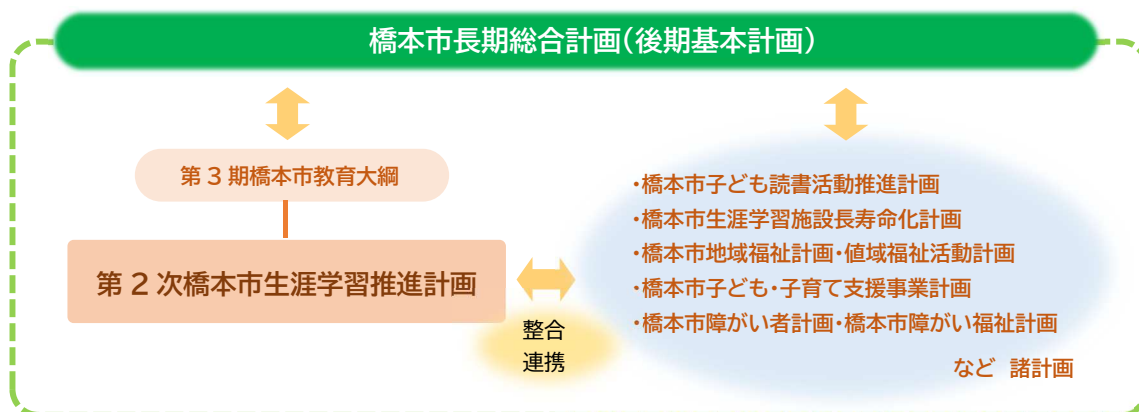 橋本市長期総合計画(後期基本計画)
第3期橋本市教育大綱
第2次橋本市生涯学習推進計画
整合
連携
・橋本市子ども読書活動推進計画
・橋本市生涯学習施設長寿命化計画
・橋本市地域福祉計画・値域福祉活動計画
・橋本市子ども・子育て支援事業計画
・橋本市障がい者計画・橋本市障がい福祉計画
など 諸計画